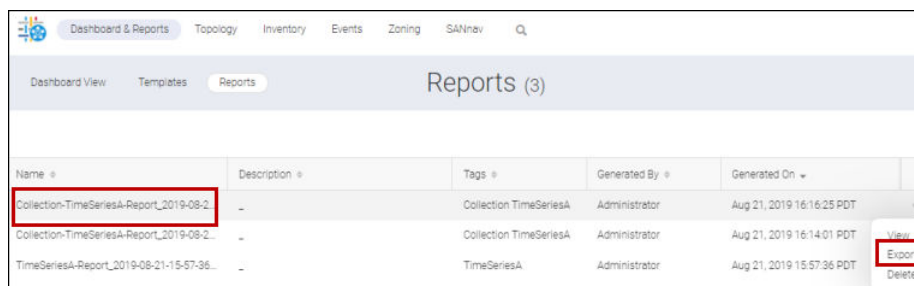 Dashboard & Reports Topology Inventory Events Zoning SANnav
Dashboard View Templates Reports Reports (3)
Name Description Tags Generated By Generated On
Collection-TimeSeriesA-Report_2019-08-2... _ Collection TimeSeriesA Administrator Aug 21, 2019 16:16:25 PDT
Collection-TimeSeriesA-Report_2019-08-2... _ Collection TimeSeriesA Administrator Aug 21, 2019 16:14:01 PDT
View
Expor
TimeSeriesA-Report_2019-08-21-15-57-36... _ TimeSeriesA Administrator Aug 21, 2019 15:57:36 PDT
Delete